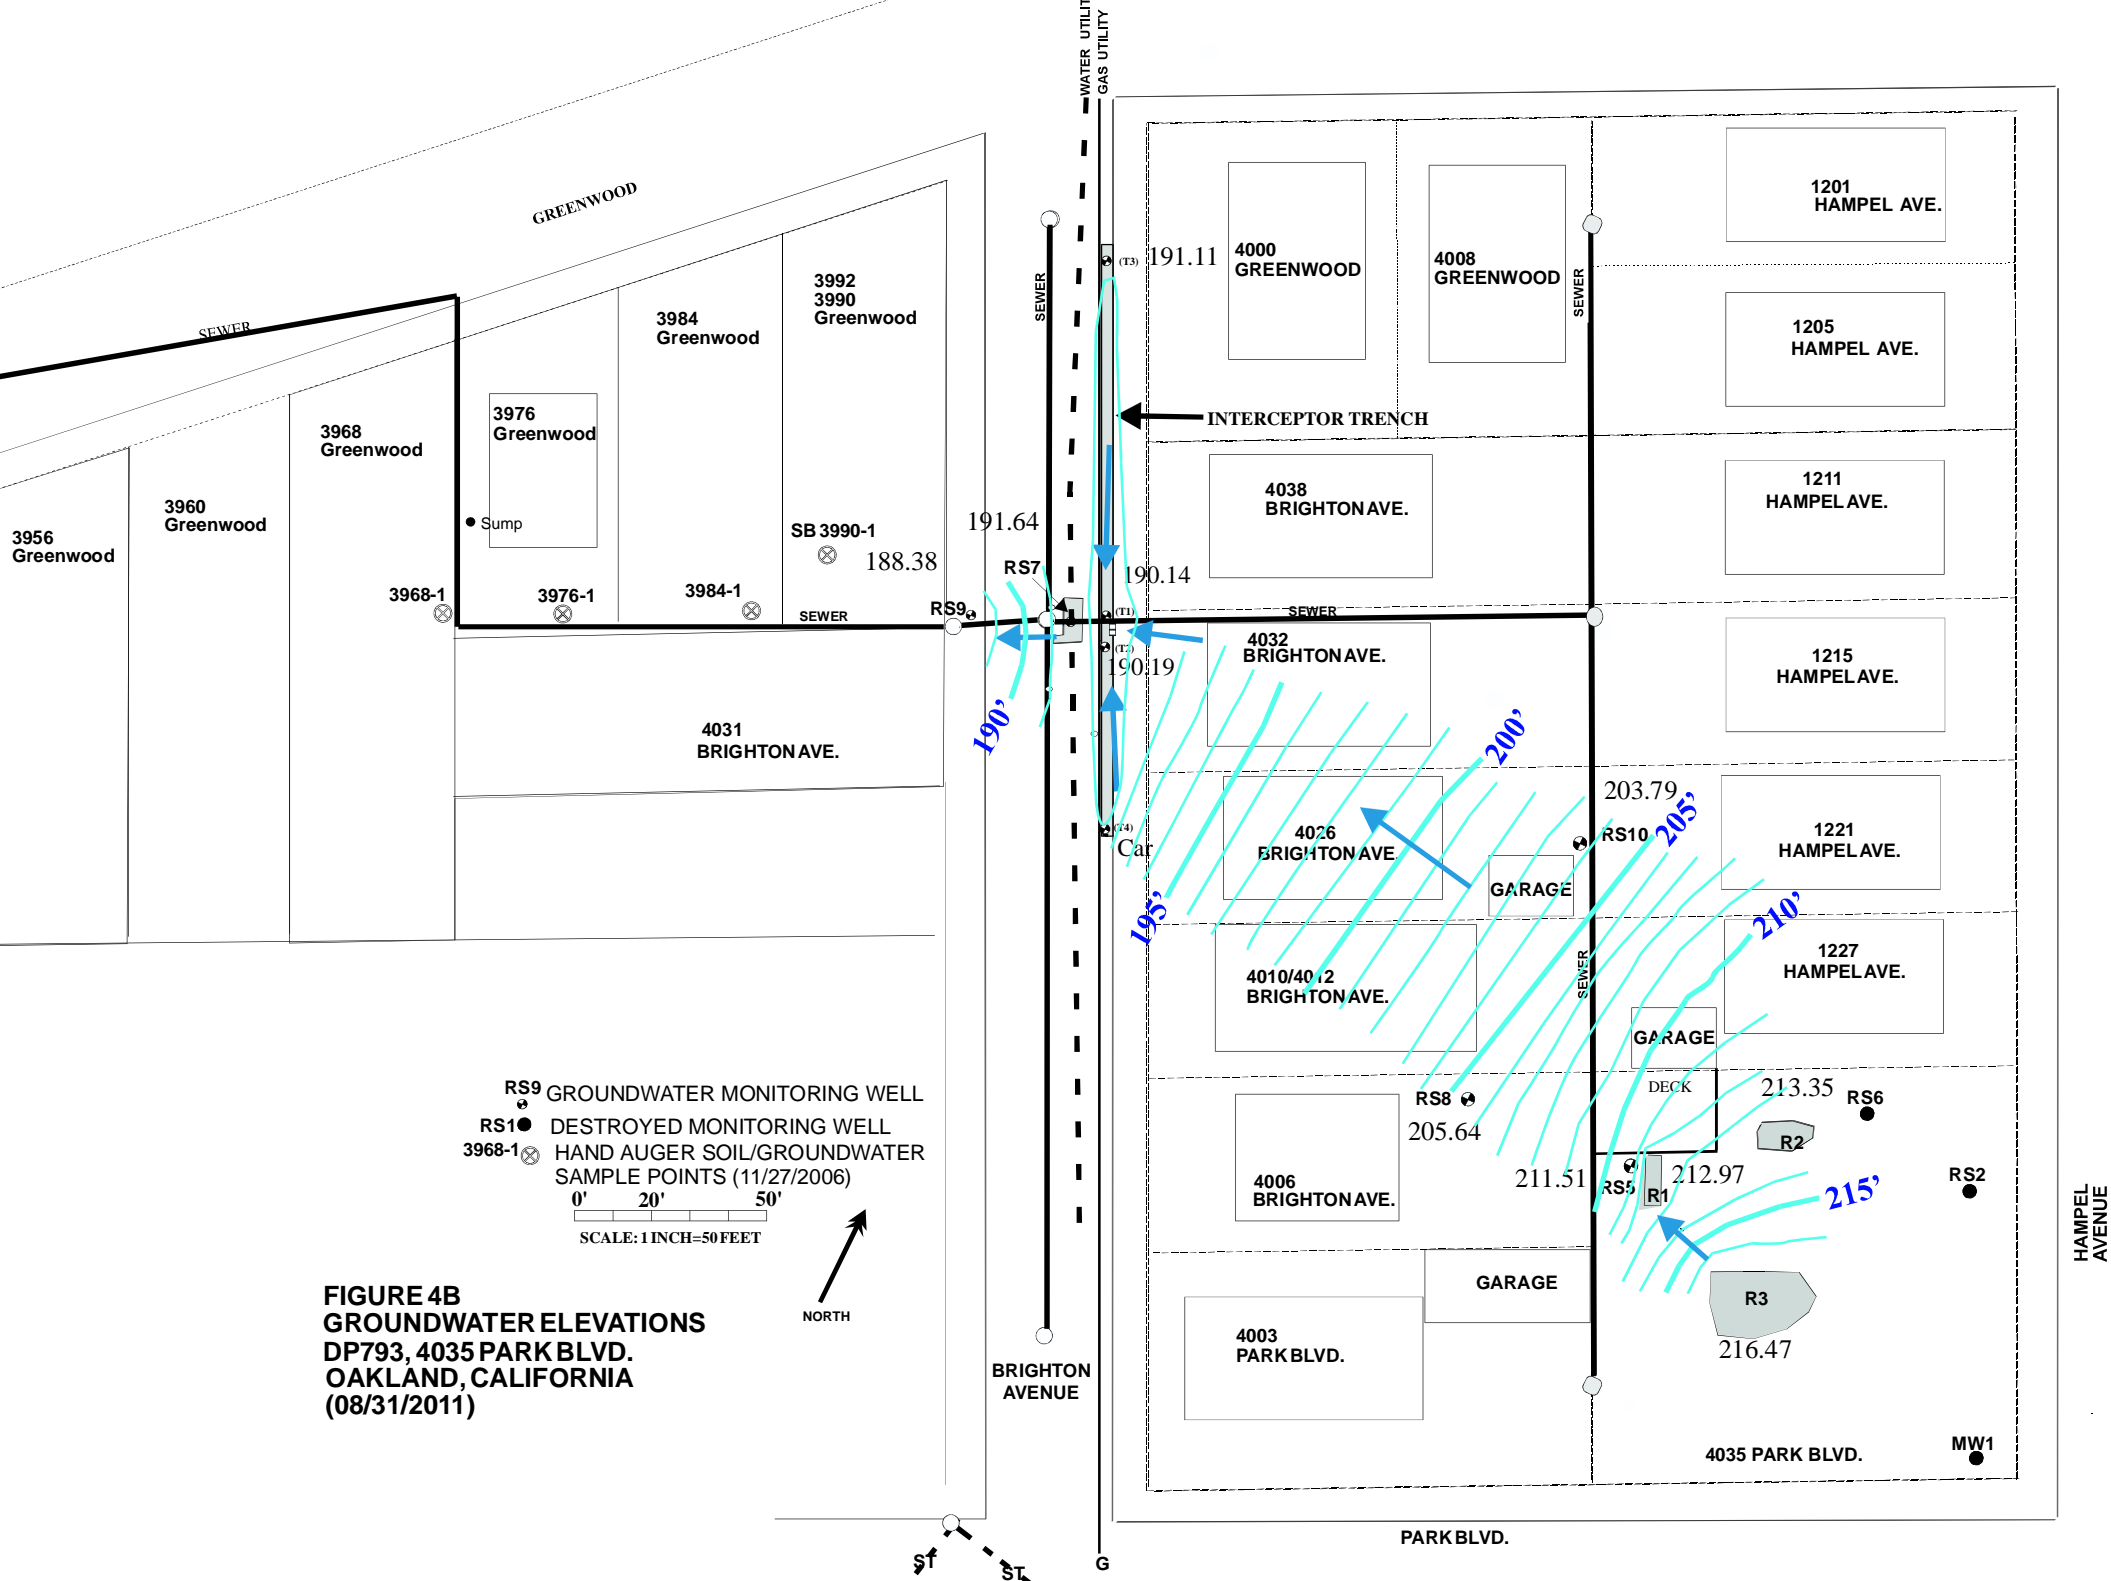 WATER UTILIT
GAS UTILITY
GREENWOOD
SEWER
3956
Greenwood
3960
Greenwood
3968
Greenwood
3976
Greenwood
Sump
3984
Greenwood
3992
3990
Greenwood
SB 3990-1
188.38
3968-1
3976-1
3984-1
SEWER
RS9
191.64
RS7
SEWER
(T3)
191.11
INTERCEPTOR TRENCH
190.14
(T1)
(T2)
190.19
(T4)
Car
190'
195'
200'
205'
210'
215'
4000
GREENWOOD
4008
GREENWOOD
SEWER
1201
HAMPEL AVE.
1205
HAMPEL AVE.
1211
HAMPEL AVE.
1215
HAMPEL AVE.
1221
HAMPEL AVE.
1227
HAMPEL AVE.
4038
BRIGHTON AVE.
SEWER
4032
BRIGHTON AVE.
4026
BRIGHTON AVE.
4010/4012
BRIGHTON AVE.
4006
BRIGHTON AVE.
4003
PARK BLVD.
4031
BRIGHTON AVE.
203.79
RS10
GARAGE
SEWER
GARAGE
DECK
213.35
RS6
R2
RS8
205.64
211.51
RS5
R1
212.97
RS2
R3
216.47
GARAGE
MW1
4035 PARK BLVD.
HAMPEL
AVENUE
PARK BLVD.
BRIGHTON
AVENUE
G
ST
ST
RS9 GROUNDWATER MONITORING WELL
RS1 DESTROYED MONITORING WELL
3968-1 HAND AUGER SOIL/GROUNDWATER
SAMPLE POINTS (11/27/2006)
0' 20' 50'
SCALE: 1 INCH=50 FEET
NORTH
FIGURE 4B
GROUNDWATER ELEVATIONS
DP793, 4035 PARK BLVD.
OAKLAND, CALIFORNIA
(08/31/2011)